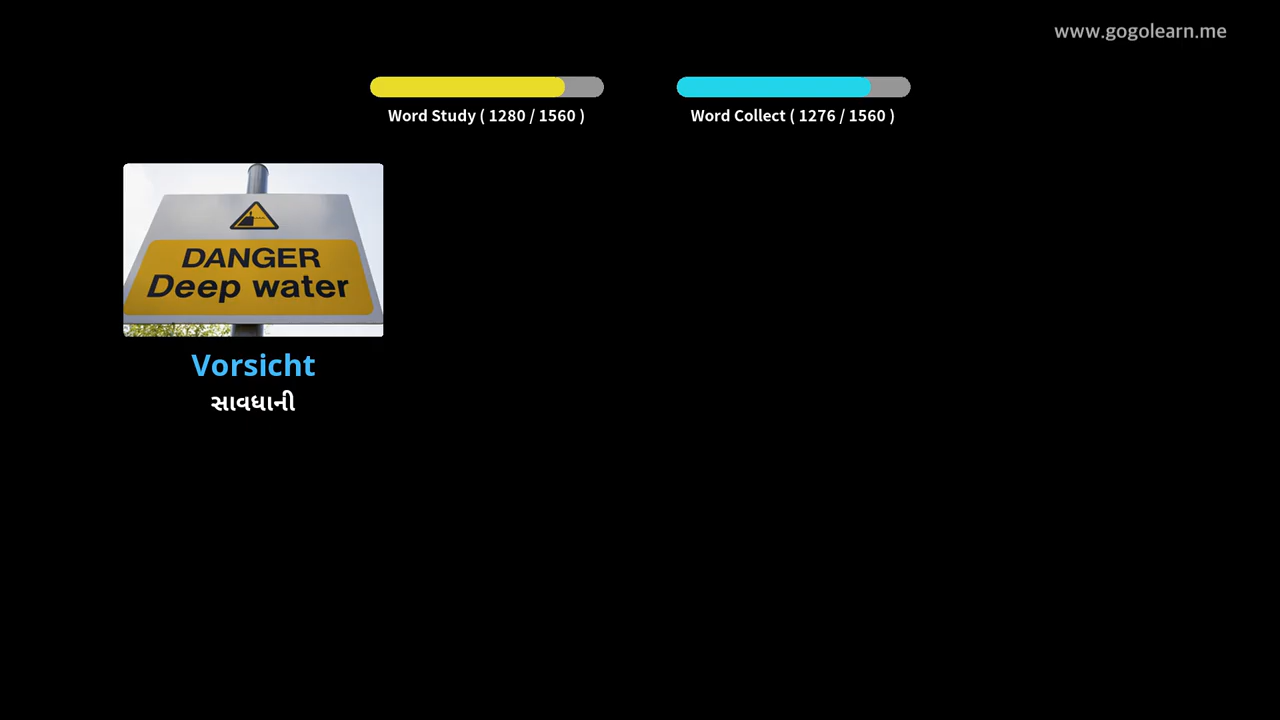 www.gogolearn.me
Word Study ( 1280 / 1560 )
Word Collect ( 1276 / 1560 )
DANGER
Deep water
Vorsicht
સાવધાની